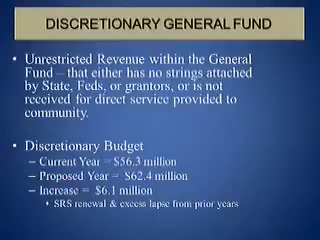 DISCRETIONARY GENERAL FUND
• Unrestricted Revenue within the General
Fund – that either has no strings attached
by State, Feds, or grantors, or is not
received for direct service provided to
community.
• Discretionary Budget
– Current Year = $56.3 million
– Proposed Year = $62.4 million
– Increase = $6.1 million
• SRS renewal & excess lapse from prior years